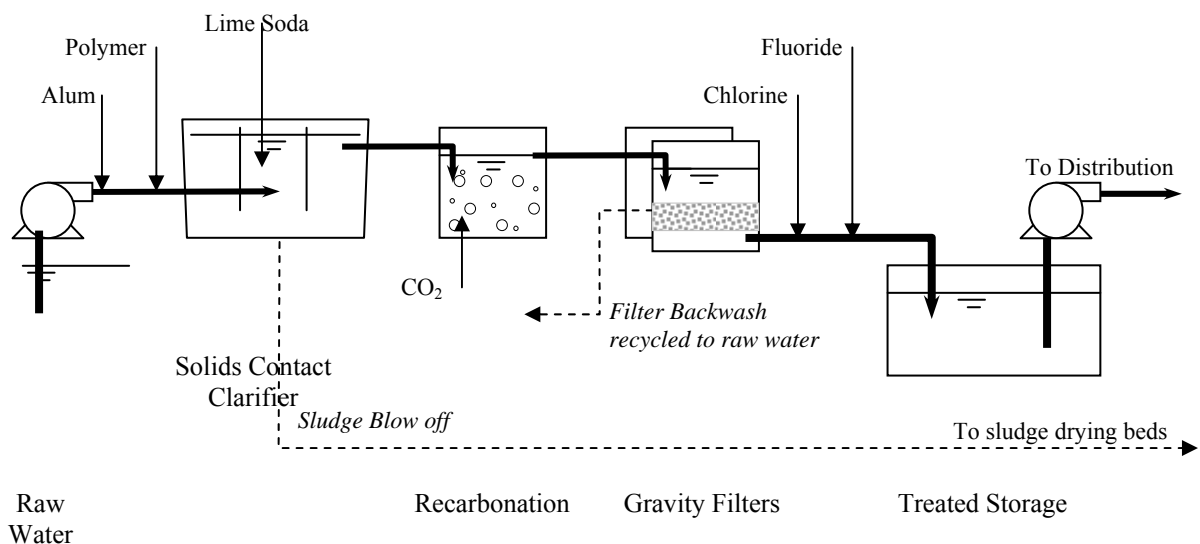 Lime Soda
Polymer
Fluoride
Alum
Chlorine
To Distribution
CO₂
Filter Backwash
recycled to raw water
Solids Contact
Clarifier
Sludge Blow off
To sludge drying beds
Raw
Water
Recarbonation
Gravity Filters
Treated Storage